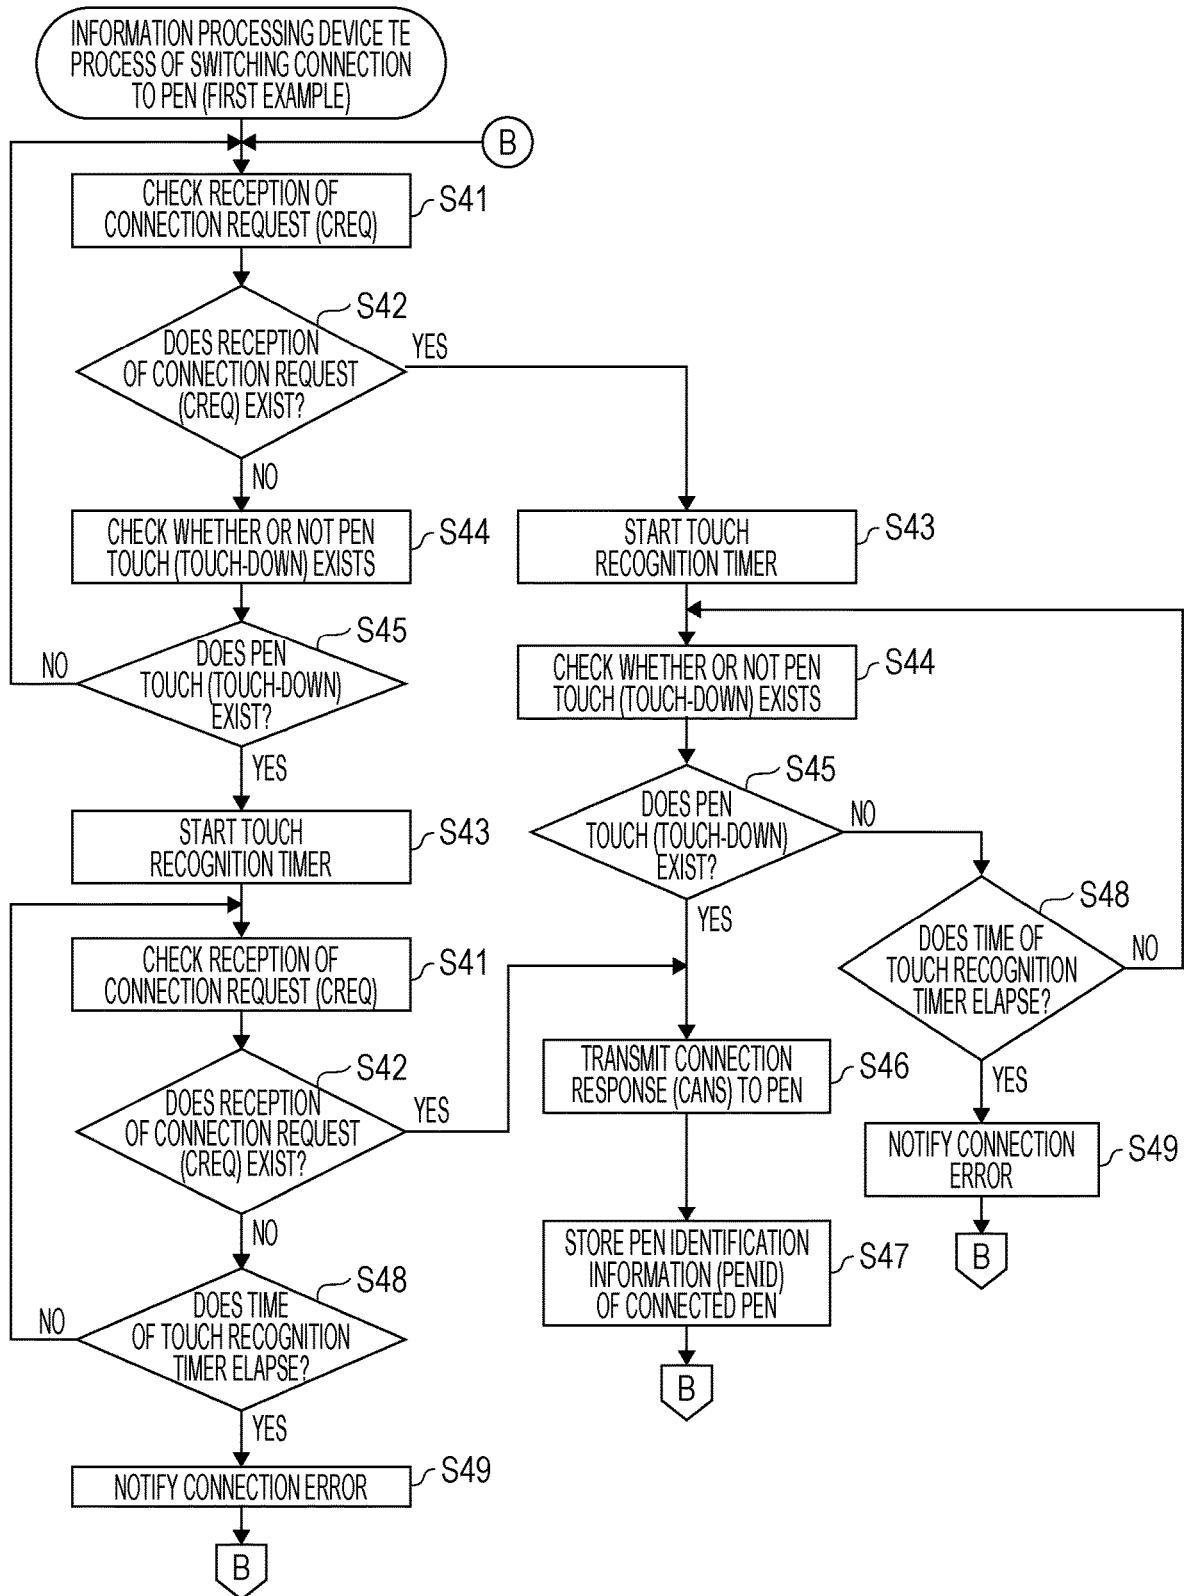 INFORMATION PROCESSING DEVICE TE
PROCESS OF SWITCHING CONNECTION
TO PEN (FIRST EXAMPLE)
B
CHECK RECEPTION OF
CONNECTION REQUEST (CREQ)
S41
S42
DOES RECEPTION
OF CONNECTION REQUEST
(CREQ) EXIST?
YES
NO
CHECK WHETHER OR NOT PEN
TOUCH (TOUCH-DOWN) EXISTS
S44
S45
DOES PEN
TOUCH (TOUCH-DOWN)
EXIST?
NO
YES
START TOUCH
RECOGNITION TIMER
S43
CHECK RECEPTION OF
CONNECTION REQUEST (CREQ)
S41
S42
DOES RECEPTION
OF CONNECTION REQUEST
(CREQ) EXIST?
YES
NO
S48
DOES TIME
OF TOUCH RECOGNITION
TIMER ELAPSE?
NO
YES
NOTIFY CONNECTION ERROR
S49
B
START TOUCH
RECOGNITION TIMER
S43
CHECK WHETHER OR NOT PEN
TOUCH (TOUCH-DOWN) EXISTS
S44
S45
DOES PEN
TOUCH (TOUCH-DOWN)
EXIST?
NO
YES
TRANSMIT CONNECTION
RESPONSE (CANS) TO PEN
S46
STORE PEN IDENTIFICATION
INFORMATION (PENID)
OF CONNECTED PEN
S47
B
S48
DOES TIME OF
TOUCH RECOGNITION
TIMER ELAPSE?
NO
YES
NOTIFY CONNECTION
ERROR
S49
B